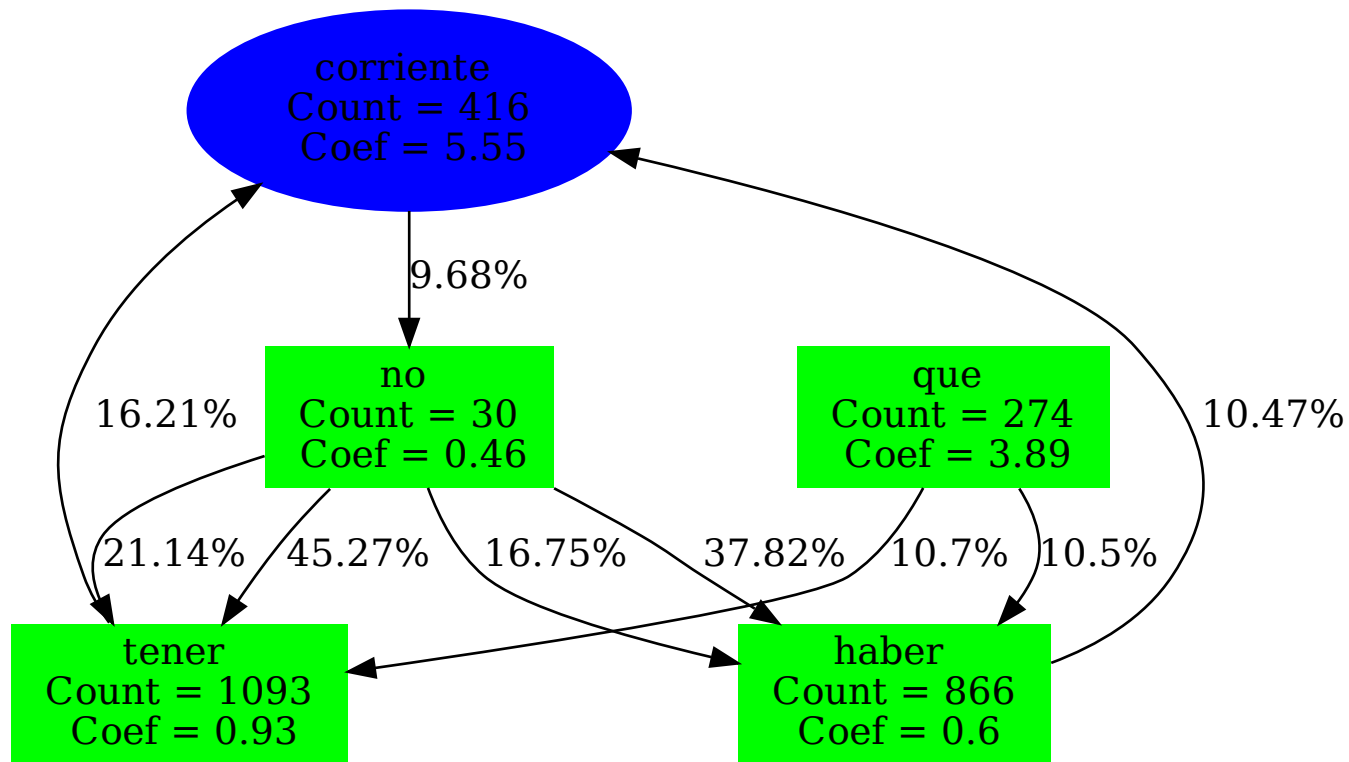 corriente
Count = 416
Coef = 5.55
9.68%
no
Count = 30
Coef = 0.46
que
Count = 274
Coef = 3.89
16.21%
10.47%
21.14%
45.27%
16.75%
37.82%
10.7%
10.5%
tener
Count = 1093
Coef = 0.93
haber
Count = 866
Coef = 0.6